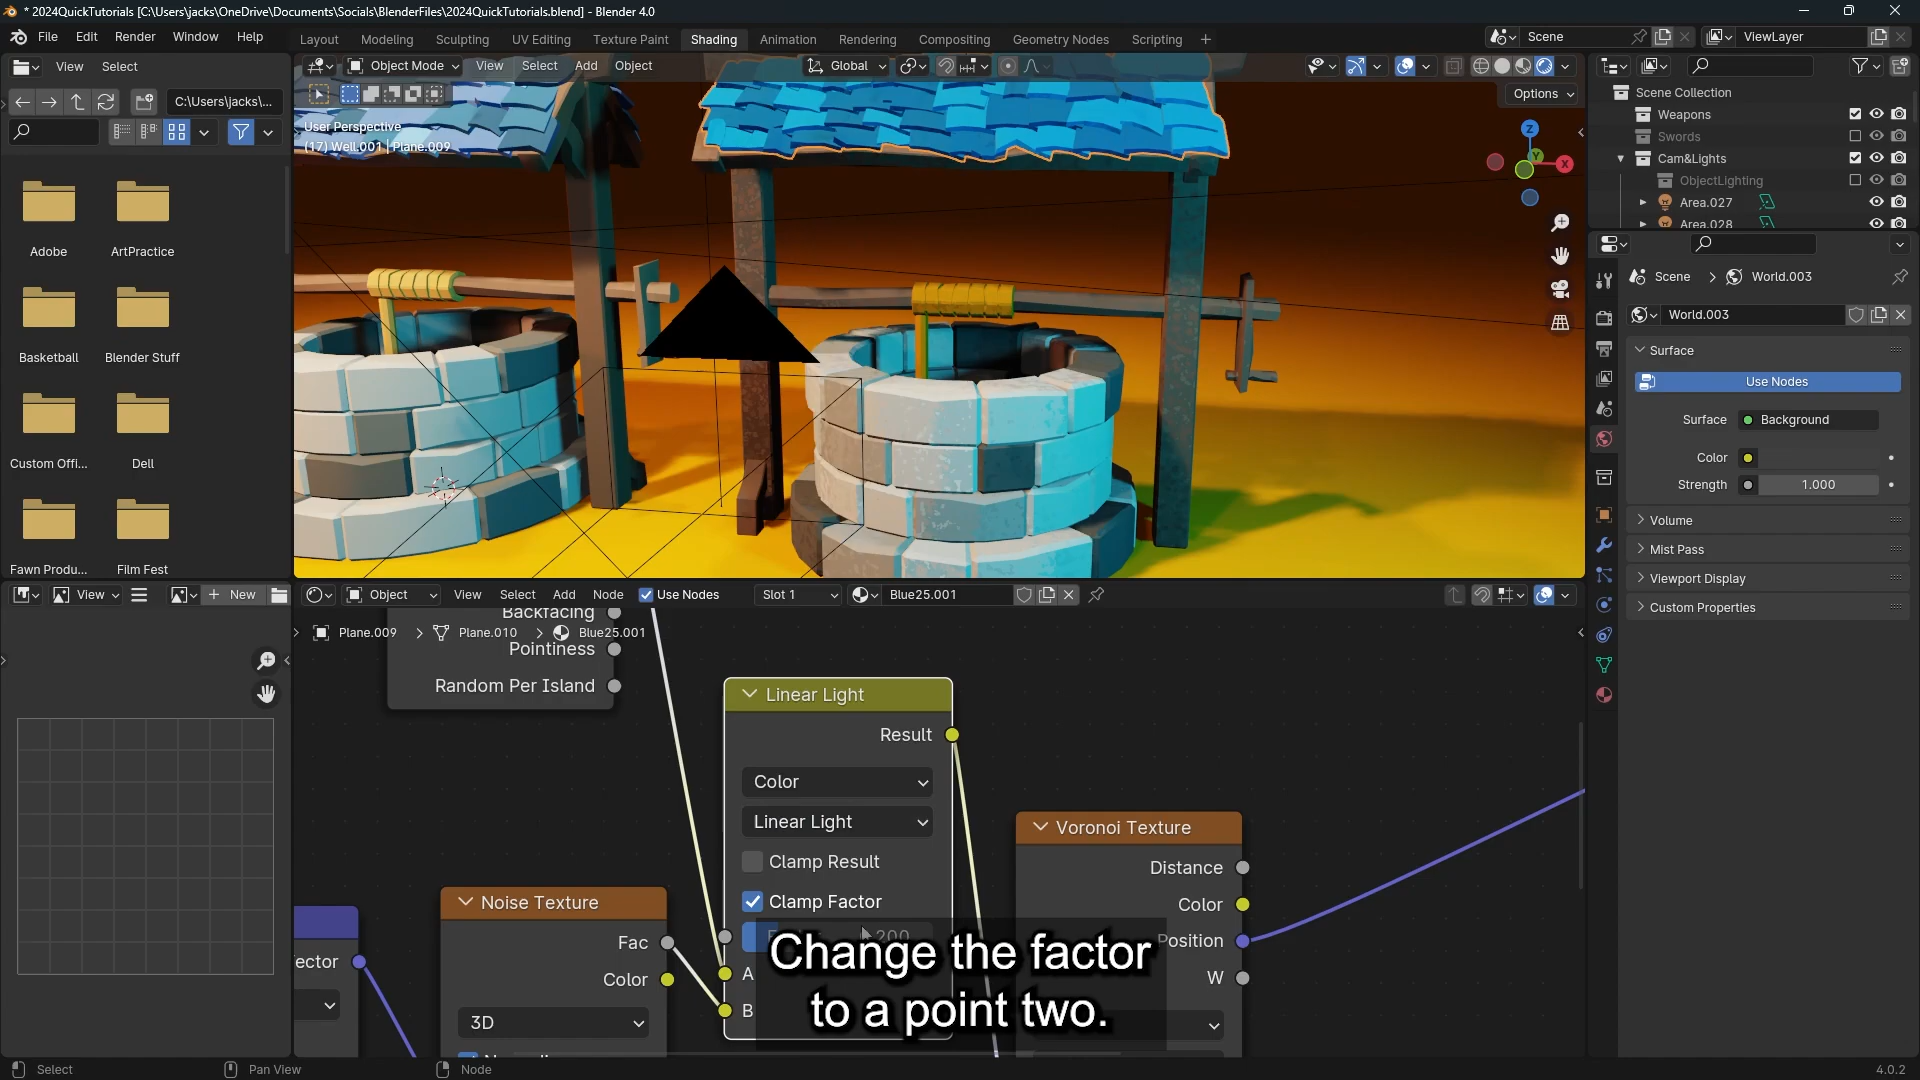 * 2024QuickTutorials [C:\Users\jacks\OneDrive\Documents\Socials\BlenderFiles\2024QuickTutorials.blend] - Blender 4.0
File Edit Render Window Help
Layout Modeling Sculpting UV Editing Texture Paint Shading Animation Rendering Compositing Geometry Nodes Scripting +
Scene
ViewLayer
View Select
Object Mode View Select Add Object
Global
C:\Users\jacks\...
Options
User Perspective
(17) Well.001 | Plane.009
Z
Y
X
Adobe
ArtPractice
Basketball
Blender Stuff
Custom Offi...
Dell
Fawn Produ...
Film Fest
Scene Collection
Weapons
Swords
Cam&Lights
ObjectLighting
Area.027
Area.028
Scene > World.003
World.003
Surface
Use Nodes
Surface Background
Color
Strength 1.000
Volume
Mist Pass
Viewport Display
Custom Properties
View + New
Object View Select Add Node Use Nodes Slot 1 Blue25.001
Backfacing
Plane.009 > Plane.010 > Blue25.001
Pointiness
Random Per Island
Linear Light
Result
Color
Linear Light
Clamp Result
Clamp Factor
200
A
B
Noise Texture
Fac
Color
3D
ector
Voronoi Texture
Distance
Color
Position
W
Change the factor
to a point two.
Select
Pan View
Node
4.0.2